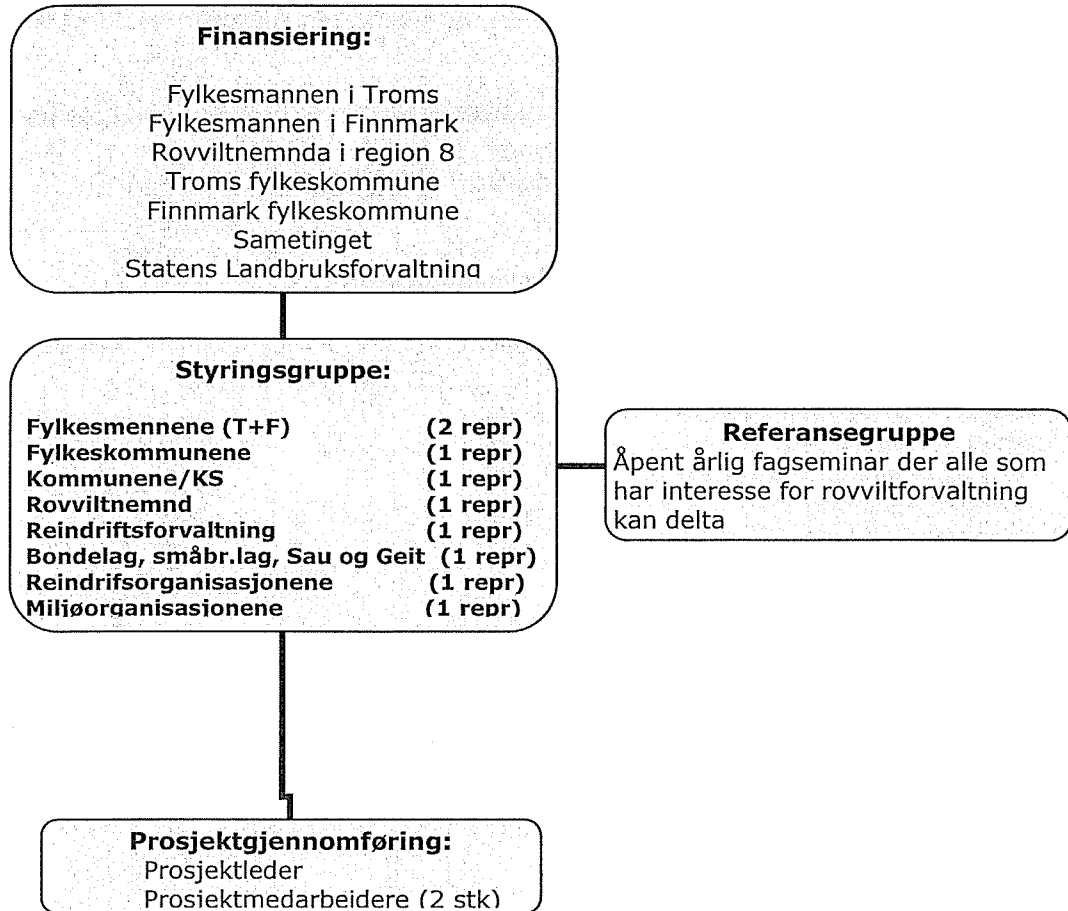 Finansiering:
Fylkesmannen i Troms
Fylkesmannen i Finnmark
Rovviltnemnda i region 8
Troms fylkeskommune
Finnmark fylkeskommune
Sametinget
Statens Landbruksforvaltning
Styringsgruppe:
Fylkesmennene (T+F) (2 repr)
Fylkeskommunene (1 repr)
Kommunene/KS (1 repr)
Rovviltnemnd (1 repr)
Reindriftsforvaltning (1 repr)
Bondelag, småbr.lag, Sau og Geit (1 repr)
Reindrifsorganisasjonene (1 repr)
Miljøorganisasjonene (1 repr)
Referansegruppe
Åpent årlig fagseminar der alle som
har interesse for rovviltforvaltning
kan delta
Prosjektgjennomføring:
Prosjektleder
Prosjektmedarbeidere (2 stk)